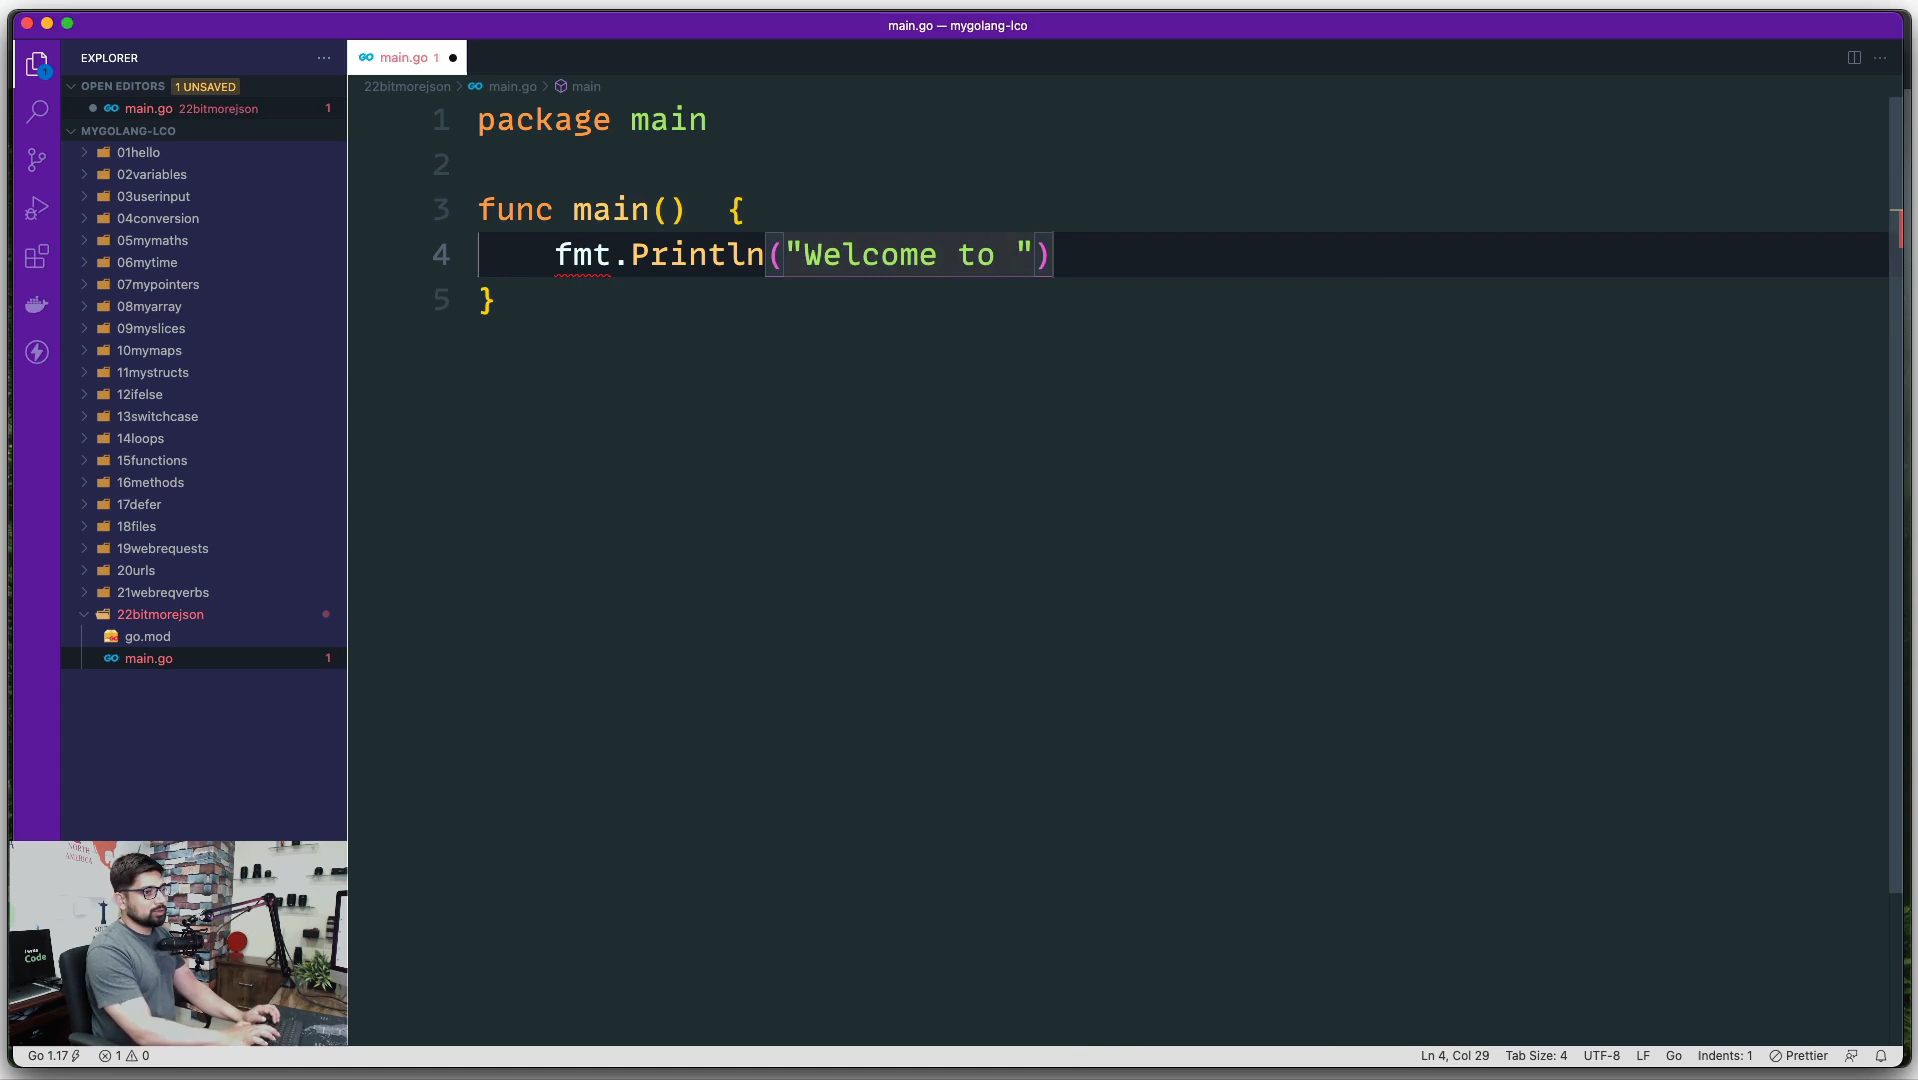 main.go — mygolang-lco
EXPLORER
main.go 1
OPEN EDITORS 1 UNSAVED
22bitmorejson main.go main
main.go 22bitmorejson 1
MYGOLANG-LCO
01hello
02variables
03userinput
04conversion
05mymaths
06mytime
07mypointers
08myarray
09myslices
10mymaps
11mystructs
12ifelse
13switchcase
14loops
15functions
16methods
17defer
18files
19webrequests
20urls
21webreqverbs
22bitmorejson
go.mod
main.go 1
1 package main
2
3 func main()  {
4 fmt.Println("Welcome to ")
5 }
NORTH
AMERICA
I write
Code
Go 1.17 1 0 Ln 4, Col 29 Tab Size: 4 UTF-8 LF Go Indents: 1 Prettier